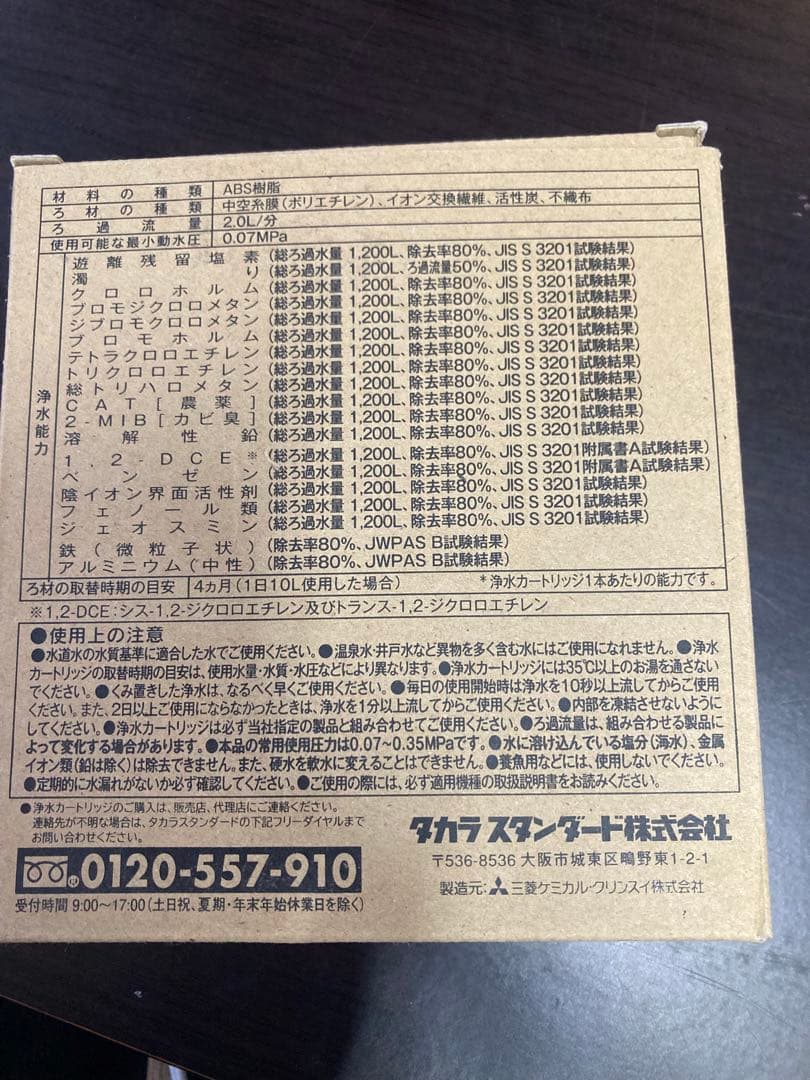 材料の種類 ABS樹脂
ろ材の種類 中空糸膜(ポリエチレン)、イオン交換繊維、活性炭、不織布
ろ過流量 2.0L/分
使用可能な最小動水圧 0.07MPa
浄水能力
遊離残留塩素(総ろ過水量 1,200L、除去率80%、JIS S 3201試験結果)
濁り(総ろ過水量 1,200L、ろ過流量50%、JIS S 3201試験結果)
クロロホルム(総ろ過水量 1,200L、除去率80%、JIS S 3201試験結果)
ブロモジクロロメタン(総ろ過水量 1,200L、除去率80%、JIS S 3201試験結果)
ジブロモクロロメタン(総ろ過水量 1,200L、除去率80%、JIS S 3201試験結果)
ブロモホルム(総ろ過水量 1,200L、除去率80%、JIS S 3201試験結果)
テトラクロロエチレン(総ろ過水量 1,200L、除去率80%、JIS S 3201試験結果)
トリクロロエチレン(総ろ過水量 1,200L、除去率80%、JIS S 3201試験結果)
総トリハロメタン(総ろ過水量 1,200L、除去率80%、JIS S 3201試験結果)
CAT[農薬](総ろ過水量 1,200L、除去率80%、JIS S 3201試験結果)
2-MIB[カビ臭](総ろ過水量 1,200L、除去率80%、JIS S 3201試験結果)
溶解性鉛(総ろ過水量 1,200L、除去率80%、JIS S 3201試験結果)
1,2-DCE※(総ろ過水量 1,200L、除去率80%、JIS S 3201附属書A試験結果)
ベンゼン(総ろ過水量 1,200L、除去率80%、JIS S 3201附属書A試験結果)
陰イオン界面活性剤(総ろ過水量 1,200L、除去率80%、JIS S 3201試験結果)
フェノール類(総ろ過水量 1,200L、除去率80%、JIS S 3201試験結果)
ジェオスミン(総ろ過水量 1,200L、除去率80%、JIS S 3201試験結果)
鉄(微粒子状)(除去率80%、JWPAS B試験結果)
アルミニウム(中性)(除去率80%、JWPAS B試験結果)
ろ材の取替時期の目安 4ヵ月(1日10L使用した場合) *浄水カートリッジ1本あたりの能力です。
※1,2-DCE:シス-1,2-ジクロロエチレン及びトランス-1,2-ジクロロエチレン
●使用上の注意
●水道水の水質基準に適合した水でご使用ください。●温泉水・井戸水など異物を多く含む水にはご使用になれません。●浄水
カートリッジの取替時期の目安は、使用水量・水質・水圧などにより異なります。●浄水カートリッジには35℃以上のお湯を通さない
でください。●くみ置きした浄水は、なるべく早くご使用ください。●毎日の使用開始時は浄水を10秒以上流してからご使用
ください。また、2日以上ご使用にならなかったときは、浄水を1分以上流してからご使用ください。●内部を凍結させないように
してください。●浄水カートリッジは必ず当社指定の製品と組み合わせてご使用ください。●ろ過流量は、組み合わせる製品に
よって変化する場合があります。●本品の常用使用圧力は0.07〜0.35MPaです。●水に溶け込んでいる塩分(海水)、金属
イオン類(鉛は除く)は除去できません。また、硬水を軟水に変えることはできません。●養魚用などには、使用しないでください。
●定期的に水漏れがないか必ず確認してください。●ご使用の際には、必ず適用機種の取扱説明書をお読みください。
●浄水カートリッジのご購入は、販売店、代理店にご連絡ください。
連絡先が不明な場合は、タカラスタンダードの下記フリーダイヤルまで
お問い合わせください。
0120-557-910
受付時間 9:00〜17:00(土日祝、夏期・年末年始休業日を除く)
タカラスタンダード株式会社
〒536-8536 大阪市城東区鴫野東1-2-1
製造元: 三菱ケミカル・クリンスイ株式会社